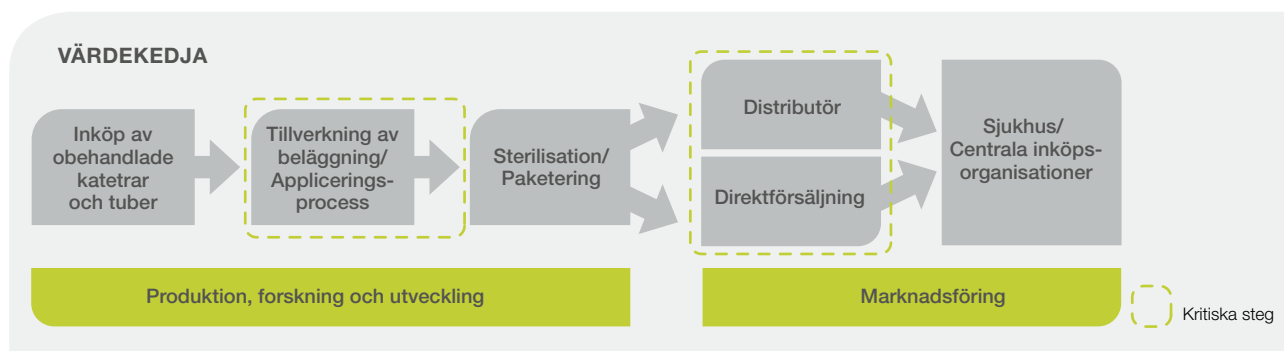 VÄRDEKEDJA
Inköp av
obehandlade
katetrar
och tuber
Tillverkning av
beläggning/
Applicerings-
process
Sterilisation/
Paketering
Distributör
Direktförsäljning
Sjukhus/
Centrala inköps-
organisationer
Produktion, forskning och utveckling
Marknadsföring
Kritiska steg